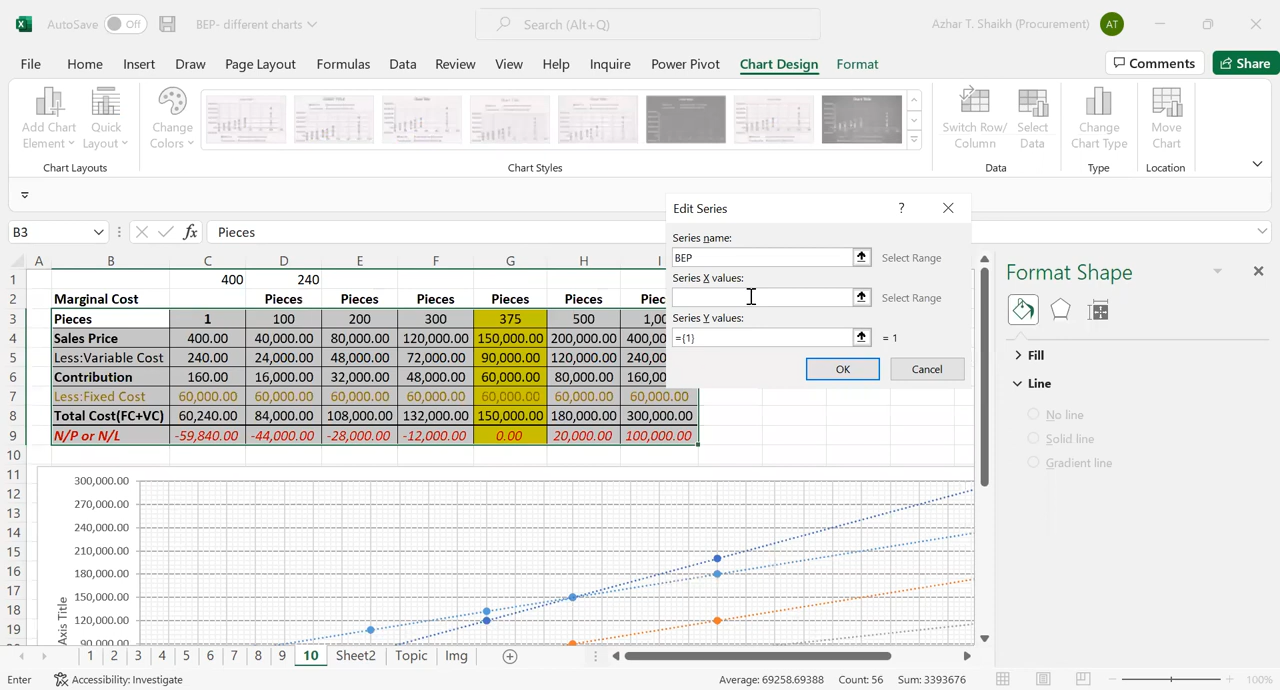 AutoSave Off BEP- different charts Search (Alt+Q) Azhar T. Shaikh (Procurement) AT
File Home Insert Draw Page Layout Formulas Data Review View Help Inquire Power Pivot Chart Design Format Comments Share
Add Chart Element Quick Layout Change Colors Switch Row/ Column Select Data Change Chart Type Move Chart
Chart Layouts Chart Styles Data Type Location
B3 fx Pieces
Edit Series ?
Series name:
BEP Select Range
Series X values:
Select Range
Series Y values:
={1} = 1
OK Cancel
A B C D E F G H I
1 400 240
2 Marginal Cost Pieces Pieces Pieces Pieces Pieces Piec
3 Pieces 1 100 200 300 375 500 1,00
4 Sales Price 400.00 40,000.00 80,000.00 120,000.00 150,000.00 200,000.00 400,00
5 Less:Variable Cost 240.00 24,000.00 48,000.00 72,000.00 90,000.00 120,000.00 240,00
6 Contribution 160.00 16,000.00 32,000.00 48,000.00 60,000.00 80,000.00 160,00
7 Less:Fixed Cost 60,000.00 60,000.00 60,000.00 60,000.00 60,000.00 60,000.00 60,000.00
8 Total Cost(FC+VC) 60,240.00 84,000.00 108,000.00 132,000.00 150,000.00 180,000.00 300,000.00
9 N/P or N/L -59,840.00 -44,000.00 -28,000.00 -12,000.00 0.00 20,000.00 100,000.00
10
11 300,000.00
12 270,000.00
13 240,000.00
14 210,000.00
15
16 180,000.00
17 150,000.00
18 120,000.00
19 90,000.00
Axis Title
Format Shape
Fill
Line
No line
Solid line
Gradient line
1 2 3 4 5 6 7 8 9 10 Sheet2 Topic Img
Enter Accessibility: Investigate Average: 69258.69388 Count: 56 Sum: 3393676 100%